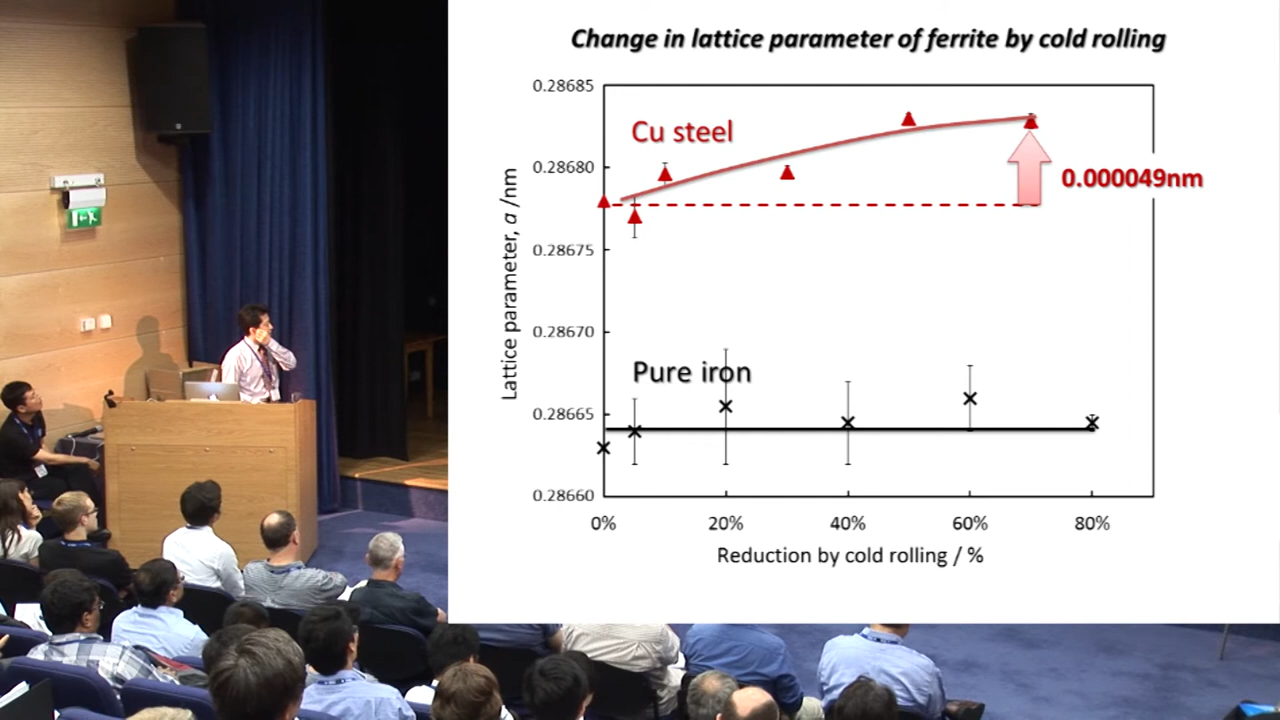 Change in lattice parameter of ferrite by cold rolling
0.28685
0.28680
0.28675
0.28670
0.28665
0.28660
Lattice parameter, a /nm
Cu steel
0.000049nm
Pure iron
0% 20% 40% 60% 80%
Reduction by cold rolling / %